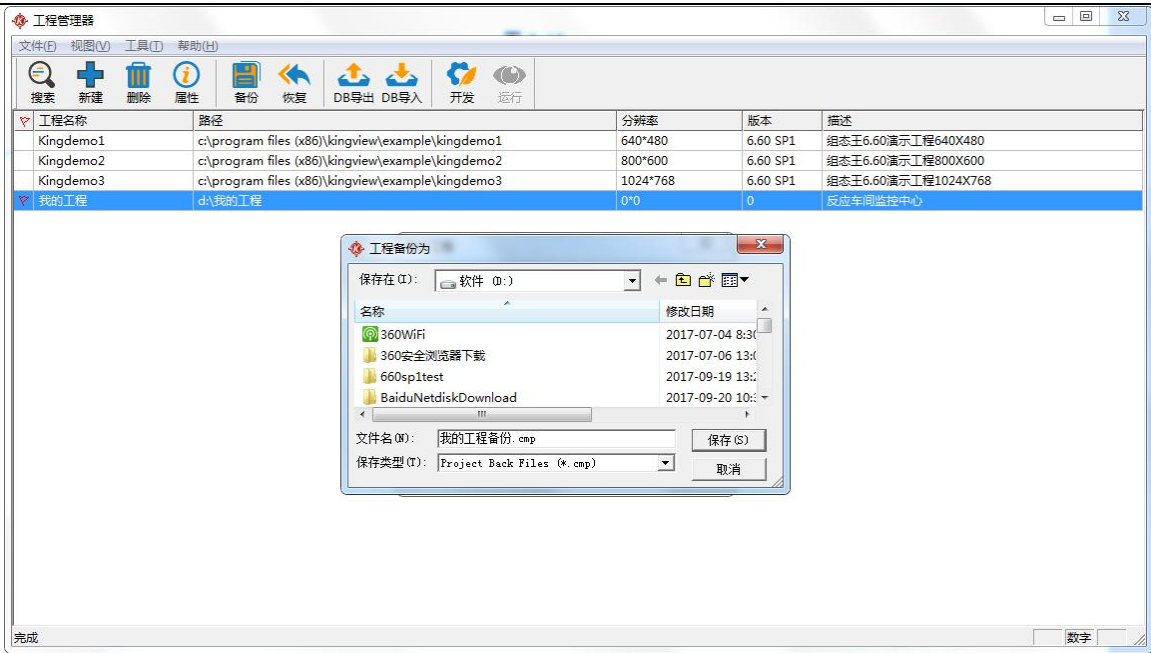 工程管理器
文件(F) 视图(V) 工具(T) 帮助(H)
搜索 新建 删除 属性 备份 恢复 DB导出 DB导入 开发 运行
工程名称 路径 分辨率 版本 描述
Kingdemo1 c:\program files (x86)\kingview\example\kingdemo1 640*480 6.60 SP1 组态王6.60演示工程640X480
Kingdemo2 c:\program files (x86)\kingview\example\kingdemo2 800*600 6.60 SP1 组态王6.60演示工程800X600
Kingdemo3 c:\program files (x86)\kingview\example\kingdemo3 1024*768 6.60 SP1 组态王6.60演示工程1024X768
我的工程 d:\我的工程 0*0 0 反应车间监控中心
工程备份为
保存在(I): 软件 (D:)
名称 修改日期
360WiFi 2017-07-04 8:30
360安全浏览器下载 2017-07-06 13:0
660sp1test 2017-09-19 13:2
BaiduNetdiskDownload 2017-09-20 10:
文件名(N): 我的工程备份.cmp 保存(S)
保存类型(T): Project Back Files (*.cmp) 取消
完成 数字